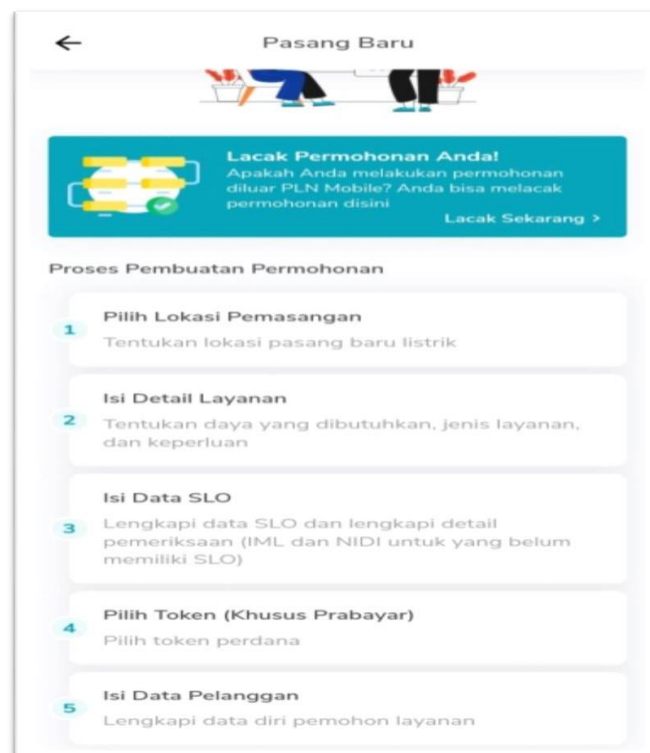 Pasang Baru
Lacak Permohonan Anda!
Apakah Anda melakukan permohonan
diluar PLN Mobile? Anda bisa melacak
permohonan disini
Lacak Sekarang >
Proses Pembuatan Permohonan
1
Pilih Lokasi Pemasangan
Tentukan lokasi pasang baru listrik
2
Isi Detail Layanan
Tentukan daya yang dibutuhkan, jenis layanan,
dan keperluan
3
Isi Data SLO
Lengkapi data SLO dan lengkapi detail
pemeriksaan (IML dan NIDI untuk yang belum
memiliki SLO)
4
Pilih Token (Khusus Prabayar)
Pilih token perdana
5
Isi Data Pelanggan
Lengkapi data diri pemohon layanan